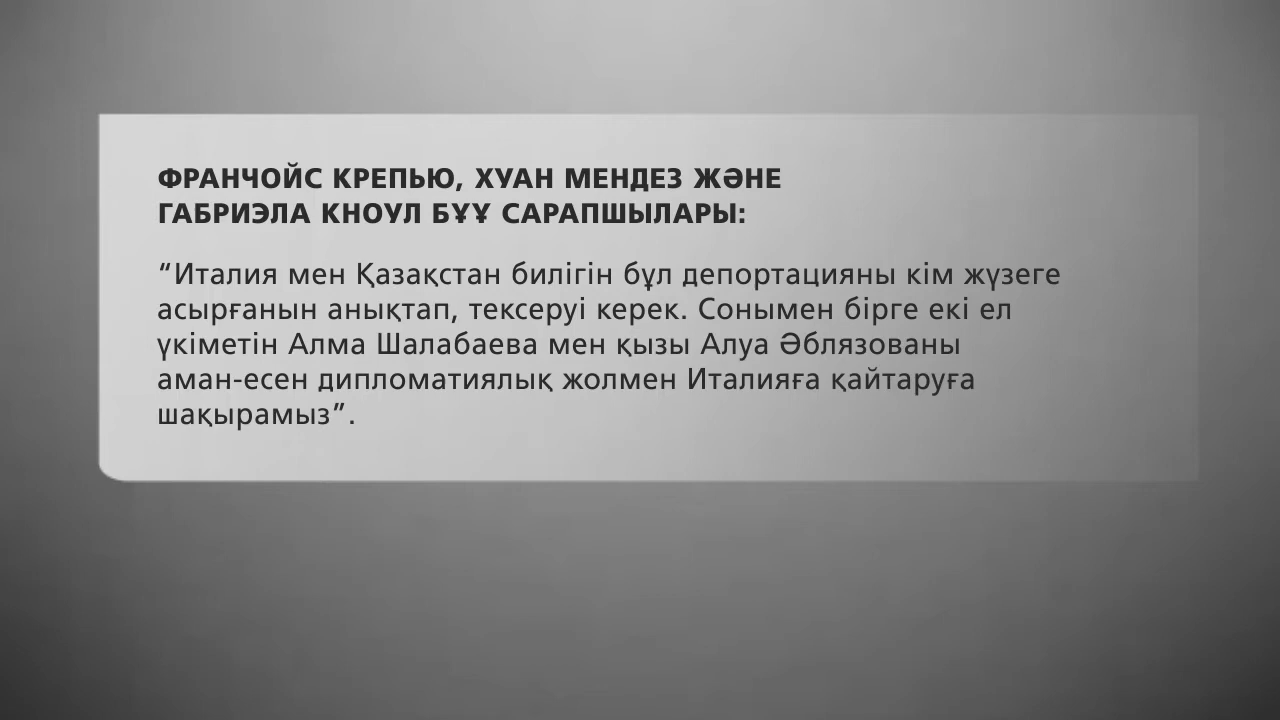 ФРАНЧОЙС КРЕПЬЮ, ХУАН МЕНДЕЗ ЖӘНЕ
ГАБРИЭЛА КНОУЛ БҰҰ САРАПШЫЛАРЫ:
“Италия мен Қазақстан билігін бұл депортацияны кім жүзеге
асырғанын анықтап, тексеруі керек. Сонымен бірге екі ел
үкіметін Алма Шалабаева мен қызы Алуа Әблязованы
аман-есен дипломатиялық жолмен Италияға қайтаруға
шақырамыз”.